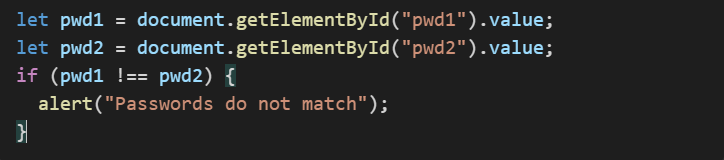 let pwd1 = document.getElementById("pwd1").value;
let pwd2 = document.getElementById("pwd2").value;
if (pwd1 !== pwd2) {
  alert("Passwords do not match");
}